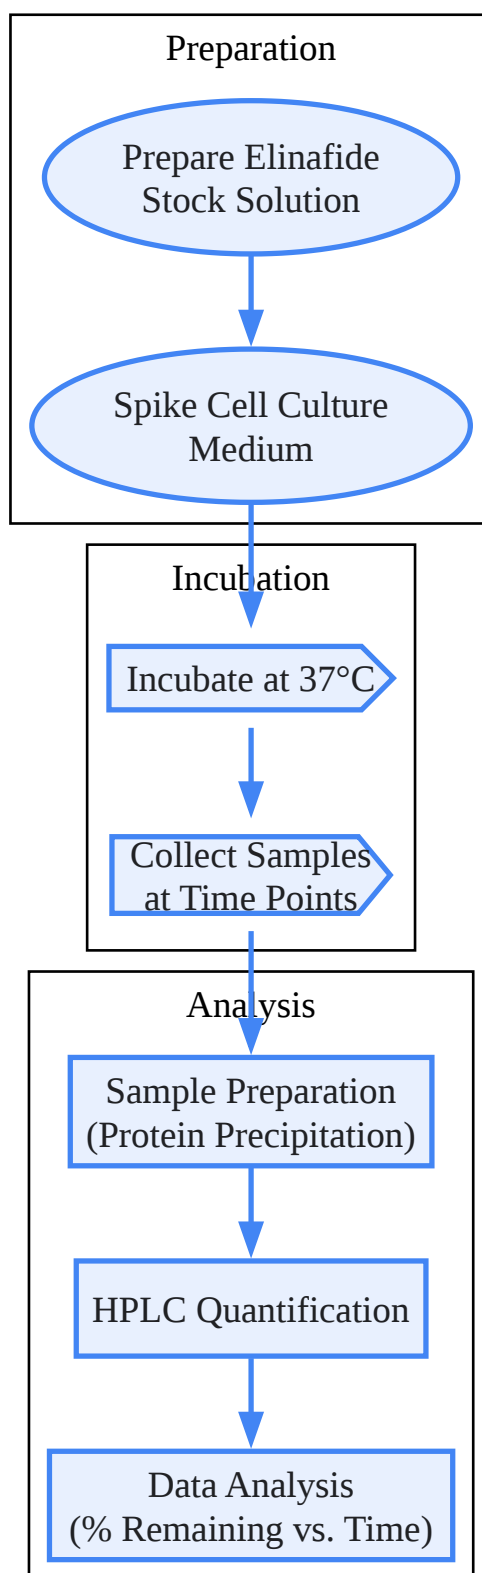 Preparation
Prepare Elinafide
Stock Solution
Spike Cell Culture
Medium
Incubation
Incubate at 37°C
Collect Samples
at Time Points
Analysis
Sample Preparation
(Protein Precipitation)
HPLC Quantification
Data Analysis
(% Remaining vs. Time)